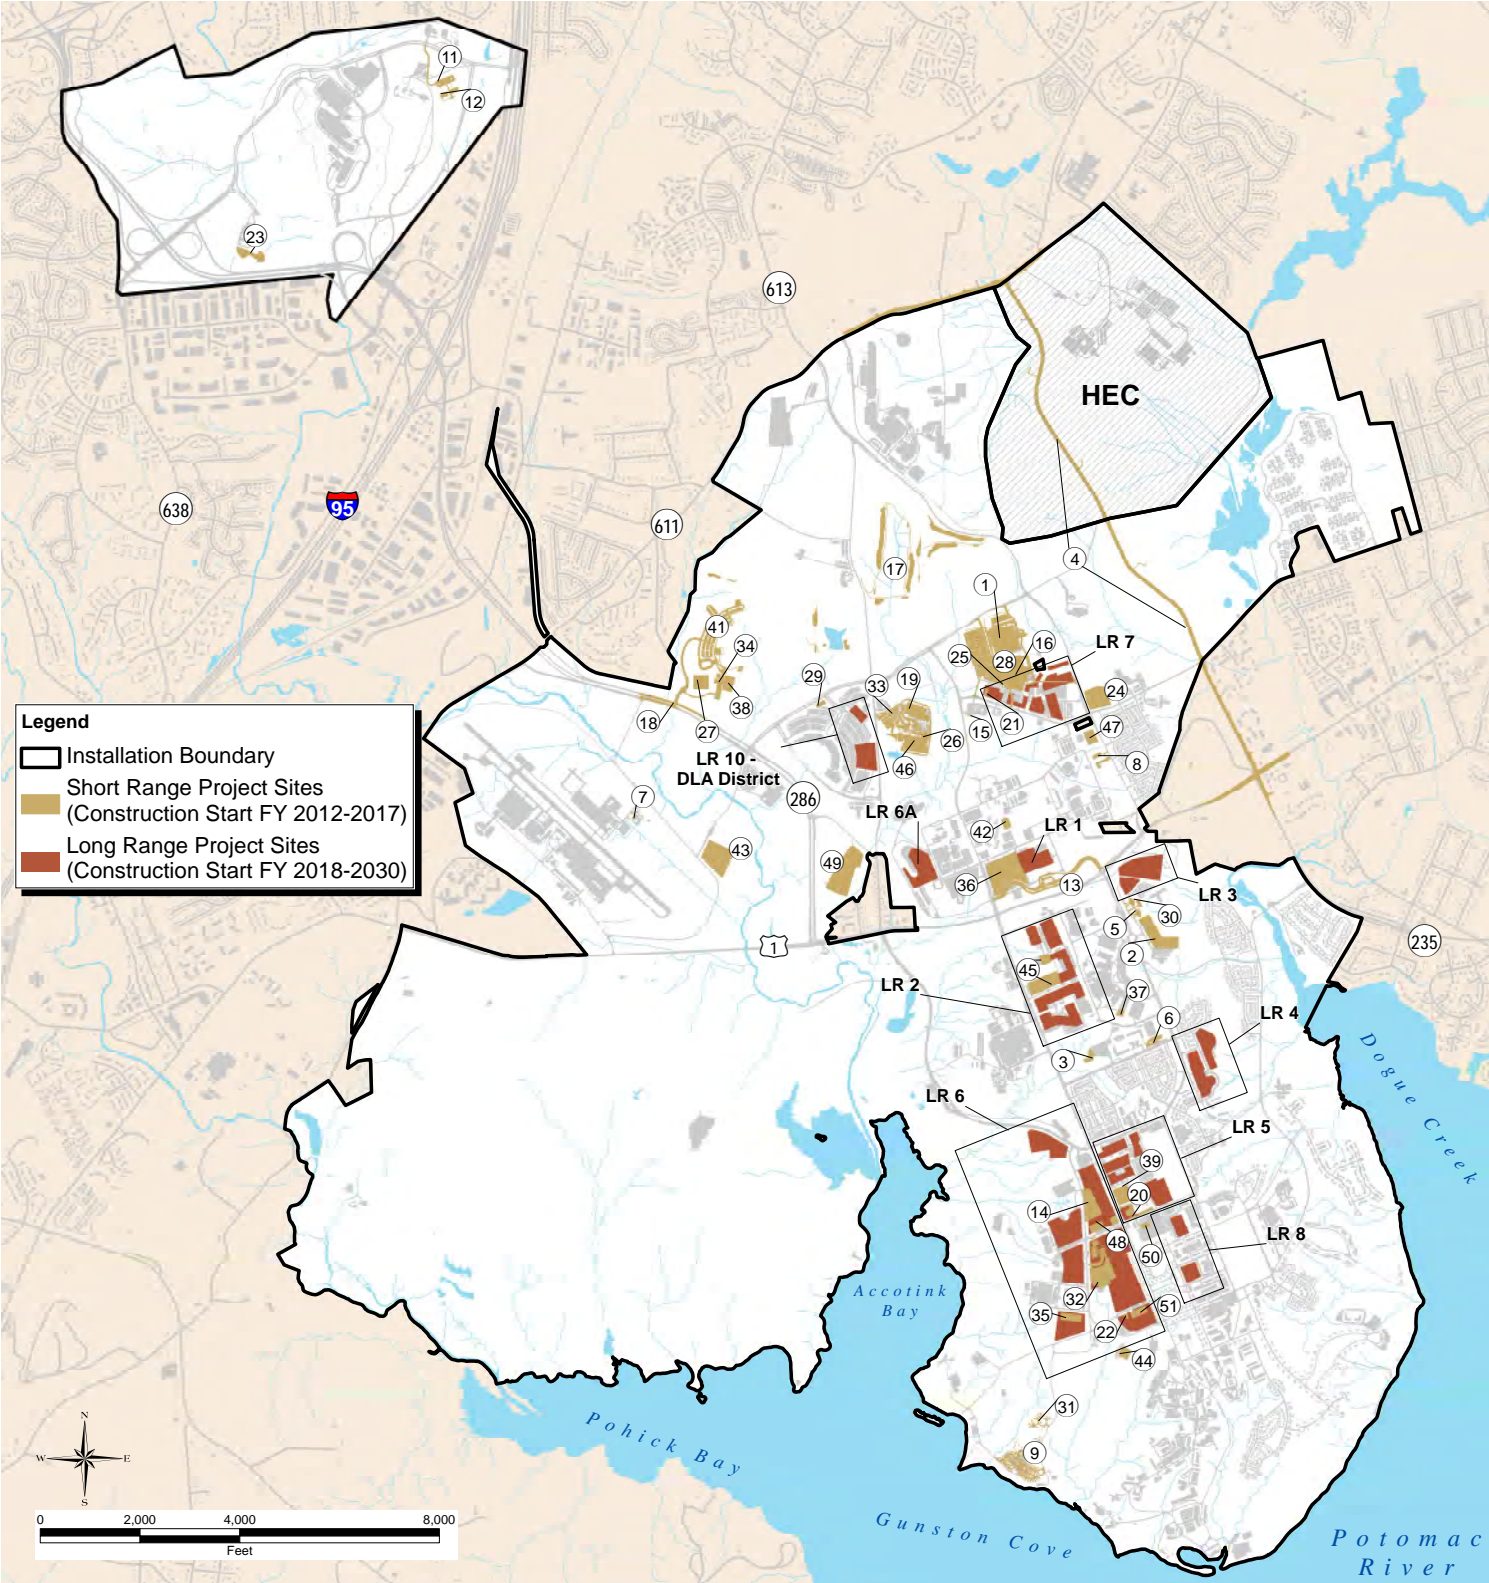 11
12
23
613
HEC
638
95
611
4
17
1
41
34
16
LR 7
25
28
24
29
33
19
38
27
18
21
15
47
26
46
8
LR 10 -
DLA District
286
7
LR 6A
42
LR 1
43
49
36
13
LR 3
30
5
2
1
235
45
LR 2
37
6
LR 4
3
Dogue Creek
LR 6
LR 5
39
20
14
48
50
LR 8
Accotink
Bay
32
35
51
22
44
31
9
Pohick Bay
Gunston Cove
Potomac
River
Legend
Installation Boundary
Short Range Project Sites
(Construction Start FY 2012-2017)
Long Range Project Sites
(Construction Start FY 2018-2030)
N
W
E
S
0 2,000 4,000 8,000
Feet